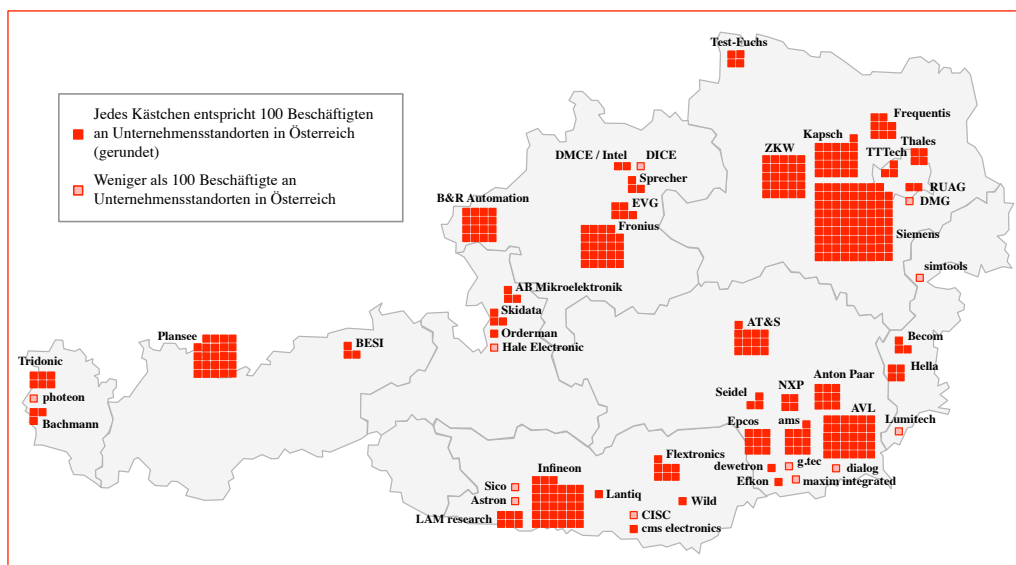 Jedes Kästchen entspricht 100 Beschäftigten
an Unternehmensstandorten in Österreich
(gerundet)
Weniger als 100 Beschäftigte an
Unternehmensstandorten in Österreich
Test-Fuchs
Frequentis
Kapsch
Thales
TTTech
ZKW
DMCE / Intel
DICE
Sprecher
RUAG
DMG
B&R Automation
EVG
Fronius
Siemens
simtools
AB Mikroelektronik
Skidata
Orderman
Hale Electronic
AT&S
Plansee
BESI
Becom
Tridonic
Hella
photeon
Bachmann
Anton Paar
NXP
Seidel
AVL
ams
Epcos
Lumitech
Flextronics
dewetron
g.tec
dialog
Infineon
Efkon
maxim integrated
Sico
Lantiq
Astron
Wild
LAM research
CISC
cms electronics